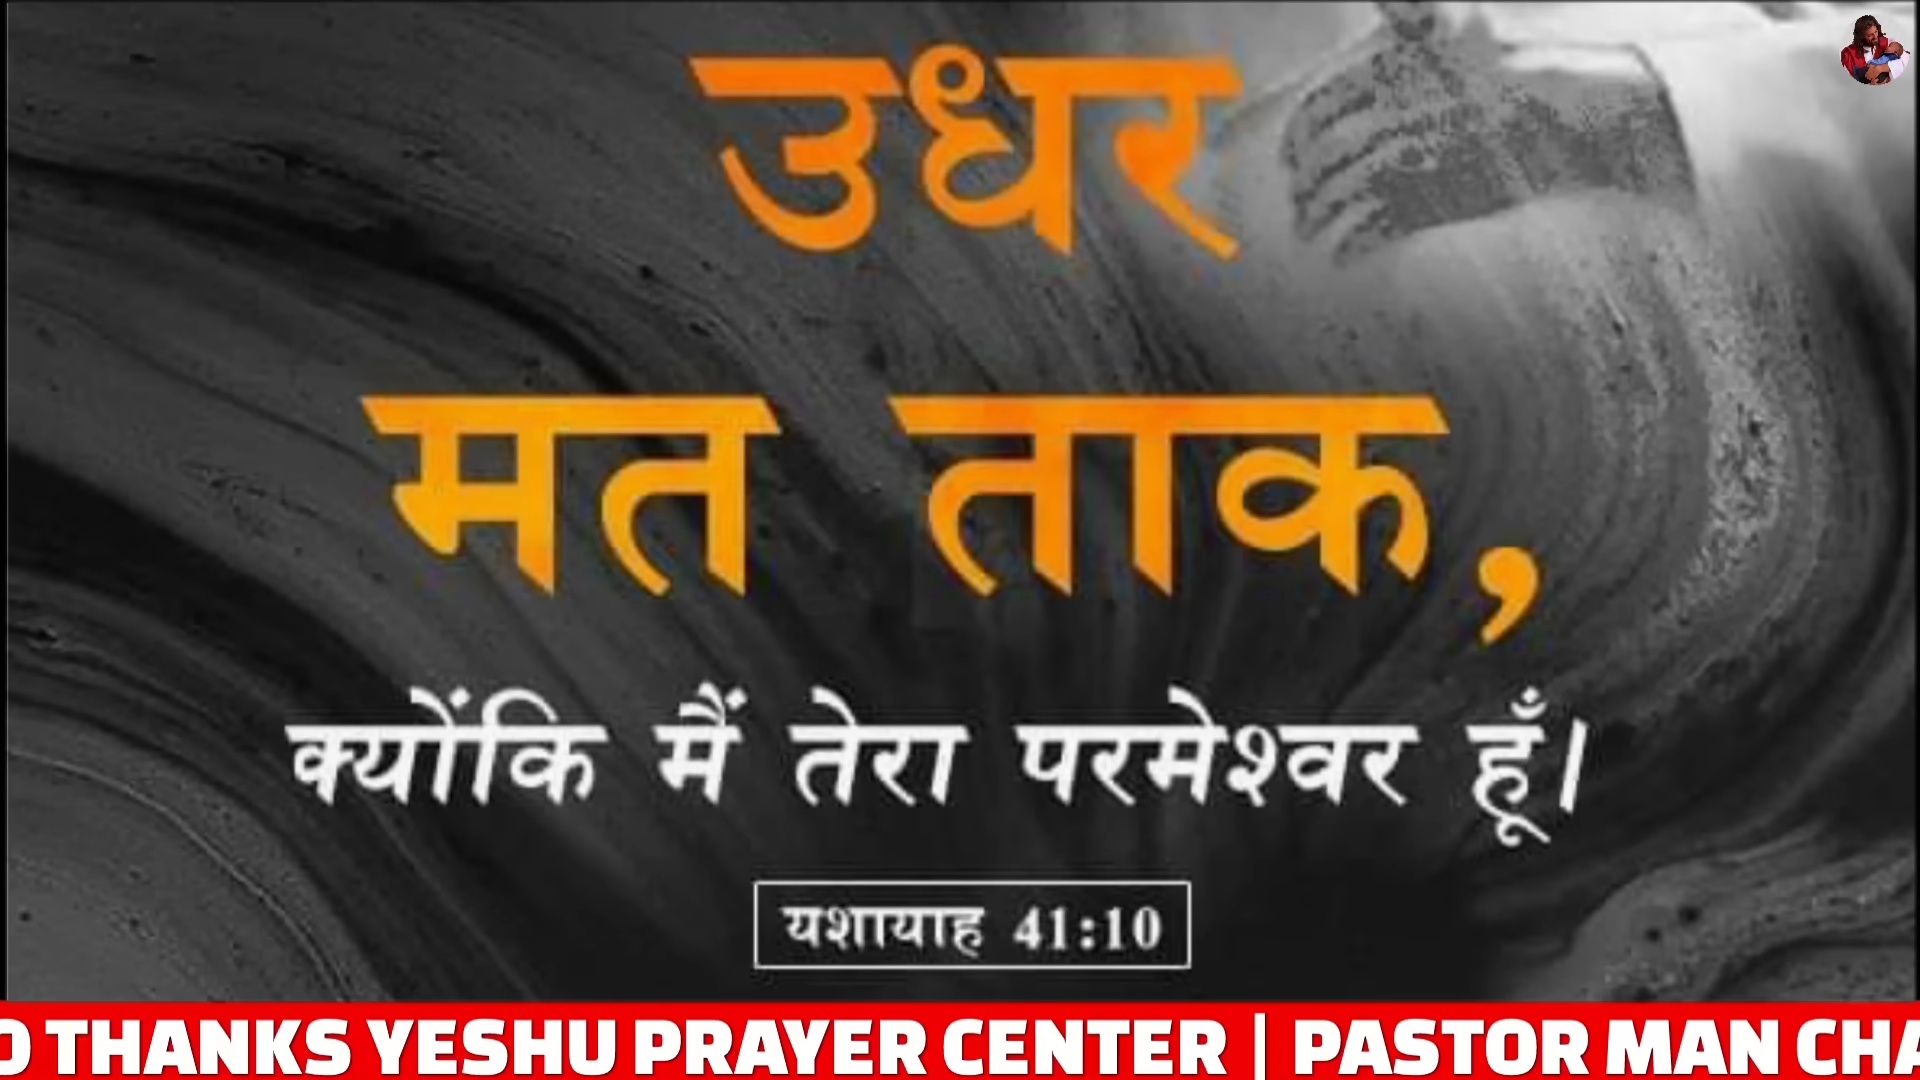 उधर
मत ताक,
क्योंकि मैं तेरा परमेश्वर हूँ।
यशायाह 41:10
THANKS YESHU PRAYER CENTER | PASTOR MAN